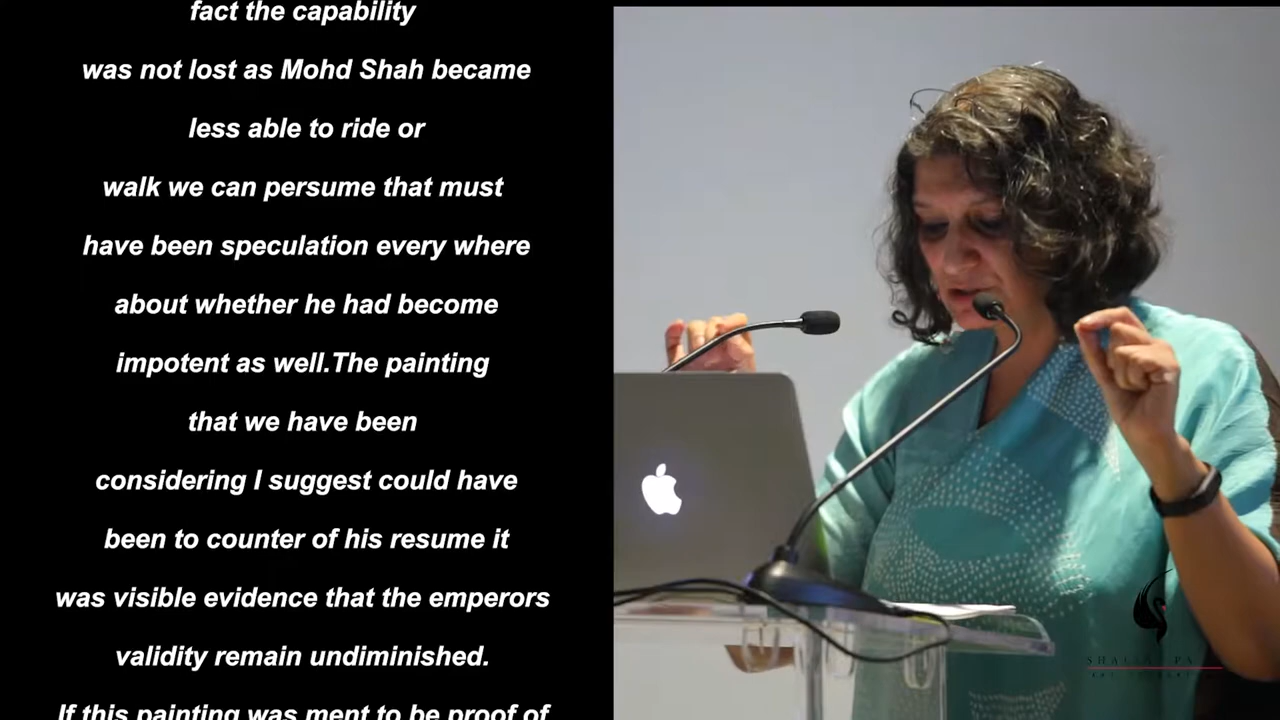 fact the capability
was not lost as Mohd Shah became
less able to ride or
walk we can persume that must
have been speculation every where
about whether he had become
impotent as well.The painting
that we have been
considering I suggest could have
been to counter of his resume it
was visible evidence that the emperors
validity remain undiminished.
If this painting was ment to be proof of